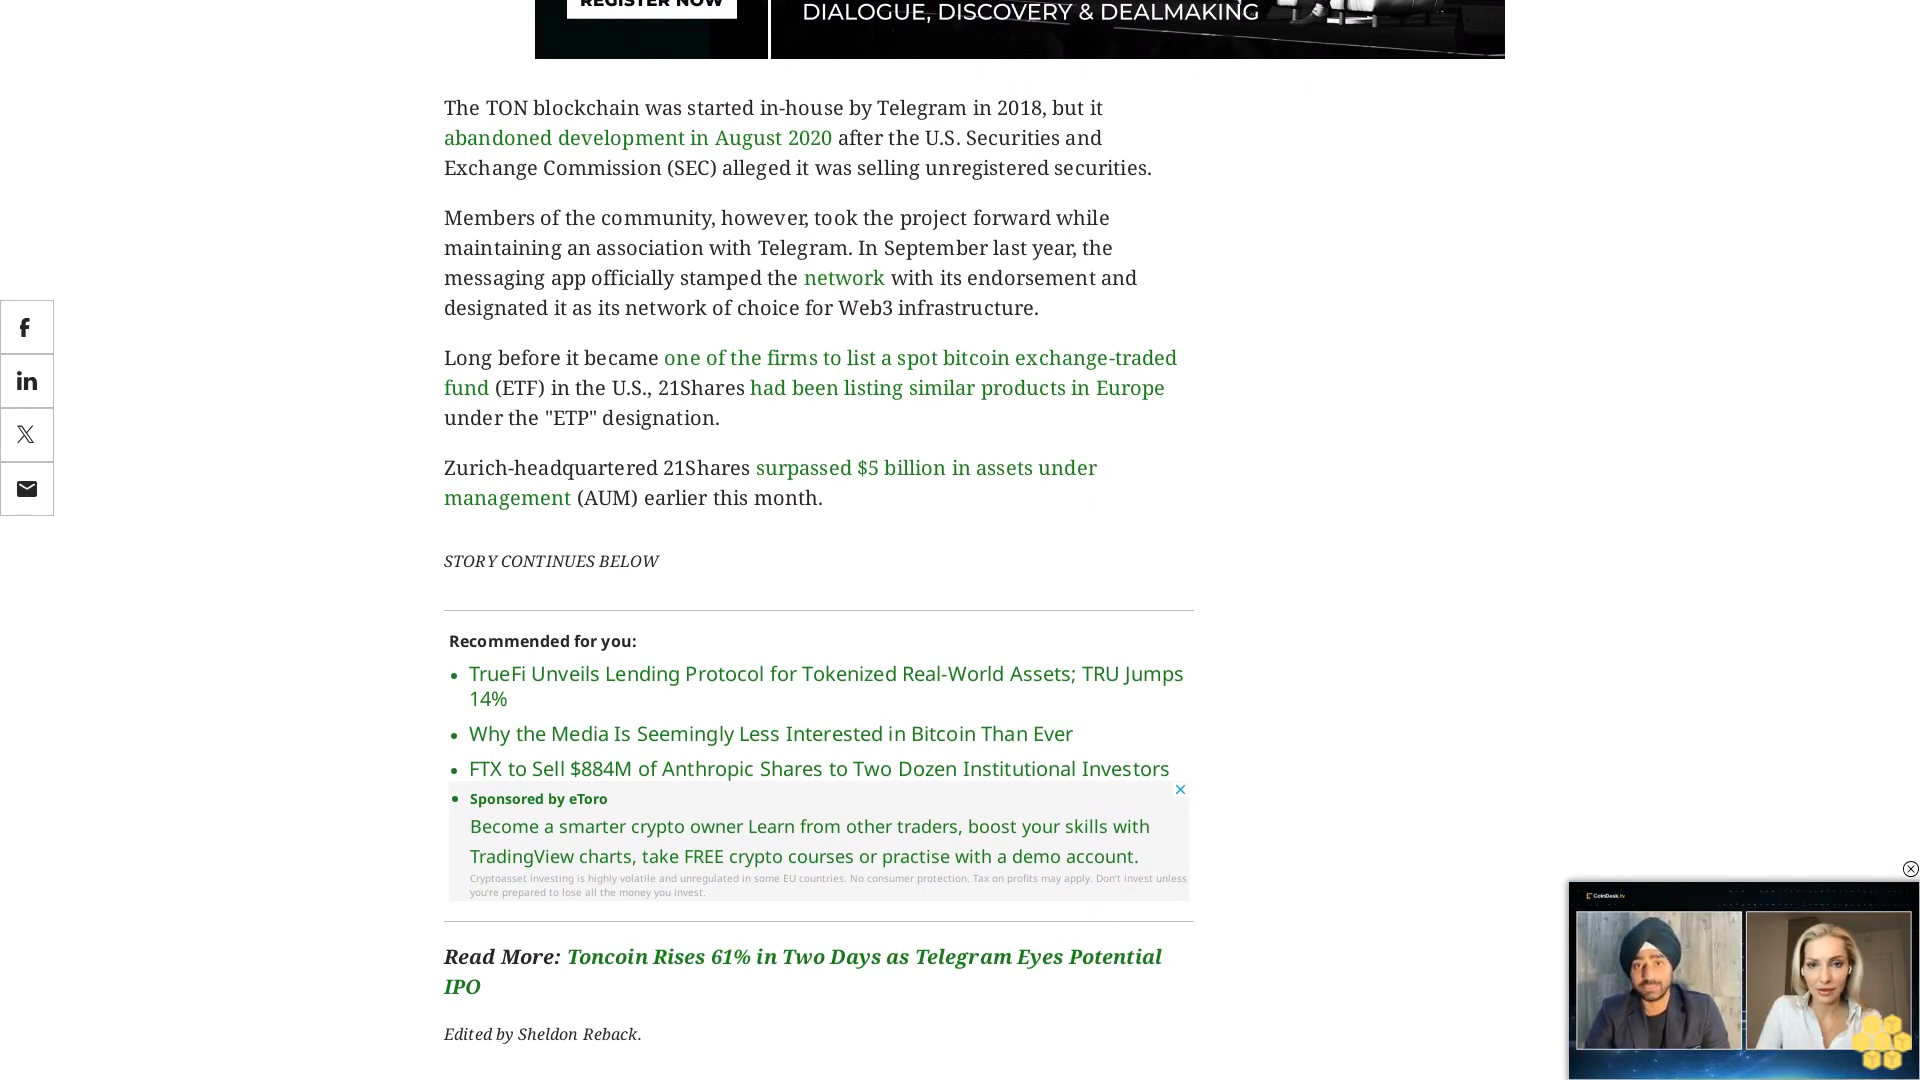 REGISTER NOW
DIALOGUE, DISCOVERY & DEALMAKING
The TON blockchain was started in-house by Telegram in 2018, but it
abandoned development in August 2020 after the U.S. Securities and
Exchange Commission (SEC) alleged it was selling unregistered securities.
Members of the community, however, took the project forward while
maintaining an association with Telegram. In September last year, the
messaging app officially stamped the network with its endorsement and
designated it as its network of choice for Web3 infrastructure.
Long before it became one of the firms to list a spot bitcoin exchange-traded
fund (ETF) in the U.S., 21Shares had been listing similar products in Europe
under the "ETP" designation.
Zurich-headquartered 21Shares surpassed $5 billion in assets under
management (AUM) earlier this month.
STORY CONTINUES BELOW
Recommended for you:
• TrueFi Unveils Lending Protocol for Tokenized Real-World Assets; TRU Jumps
14%
• Why the Media Is Seemingly Less Interested in Bitcoin Than Ever
• FTX to Sell $884M of Anthropic Shares to Two Dozen Institutional Investors
• Sponsored by eToro
Become a smarter crypto owner Learn from other traders, boost your skills with
TradingView charts, take FREE crypto courses or practise with a demo account.
Cryptoasset investing is highly volatile and unregulated in some EU countries. No consumer protection. Tax on profits may apply. Don't invest unless
you're prepared to lose all the money you invest.
Read More: Toncoin Rises 61% in Two Days as Telegram Eyes Potential
IPO
Edited by Sheldon Reback.
CoinDesk.tv